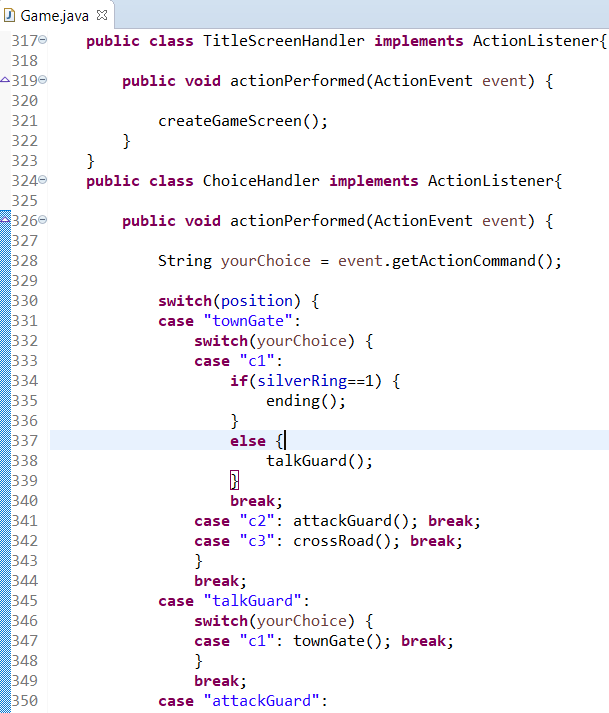 Game.java
317 public class TitleScreenHandler implements ActionListener{
318
319 public void actionPerformed(ActionEvent event) {
320
321 createGameScreen();
322 }
323 }
324 public class ChoiceHandler implements ActionListener{
325
326 public void actionPerformed(ActionEvent event) {
327
328 String yourChoice = event.getActionCommand();
329
330 switch(position) {
331 case "townGate":
332 switch(yourChoice) {
333 case "c1":
334 if(silverRing==1) {
335 ending();
336 }
337 else {
338 talkGuard();
339 }
340 break;
341 case "c2": attackGuard(); break;
342 case "c3": crossRoad(); break;
343 }
344 break;
345 case "talkGuard":
346 switch(yourChoice) {
347 case "c1": townGate(); break;
348 }
349 break;
350 case "attackGuard":